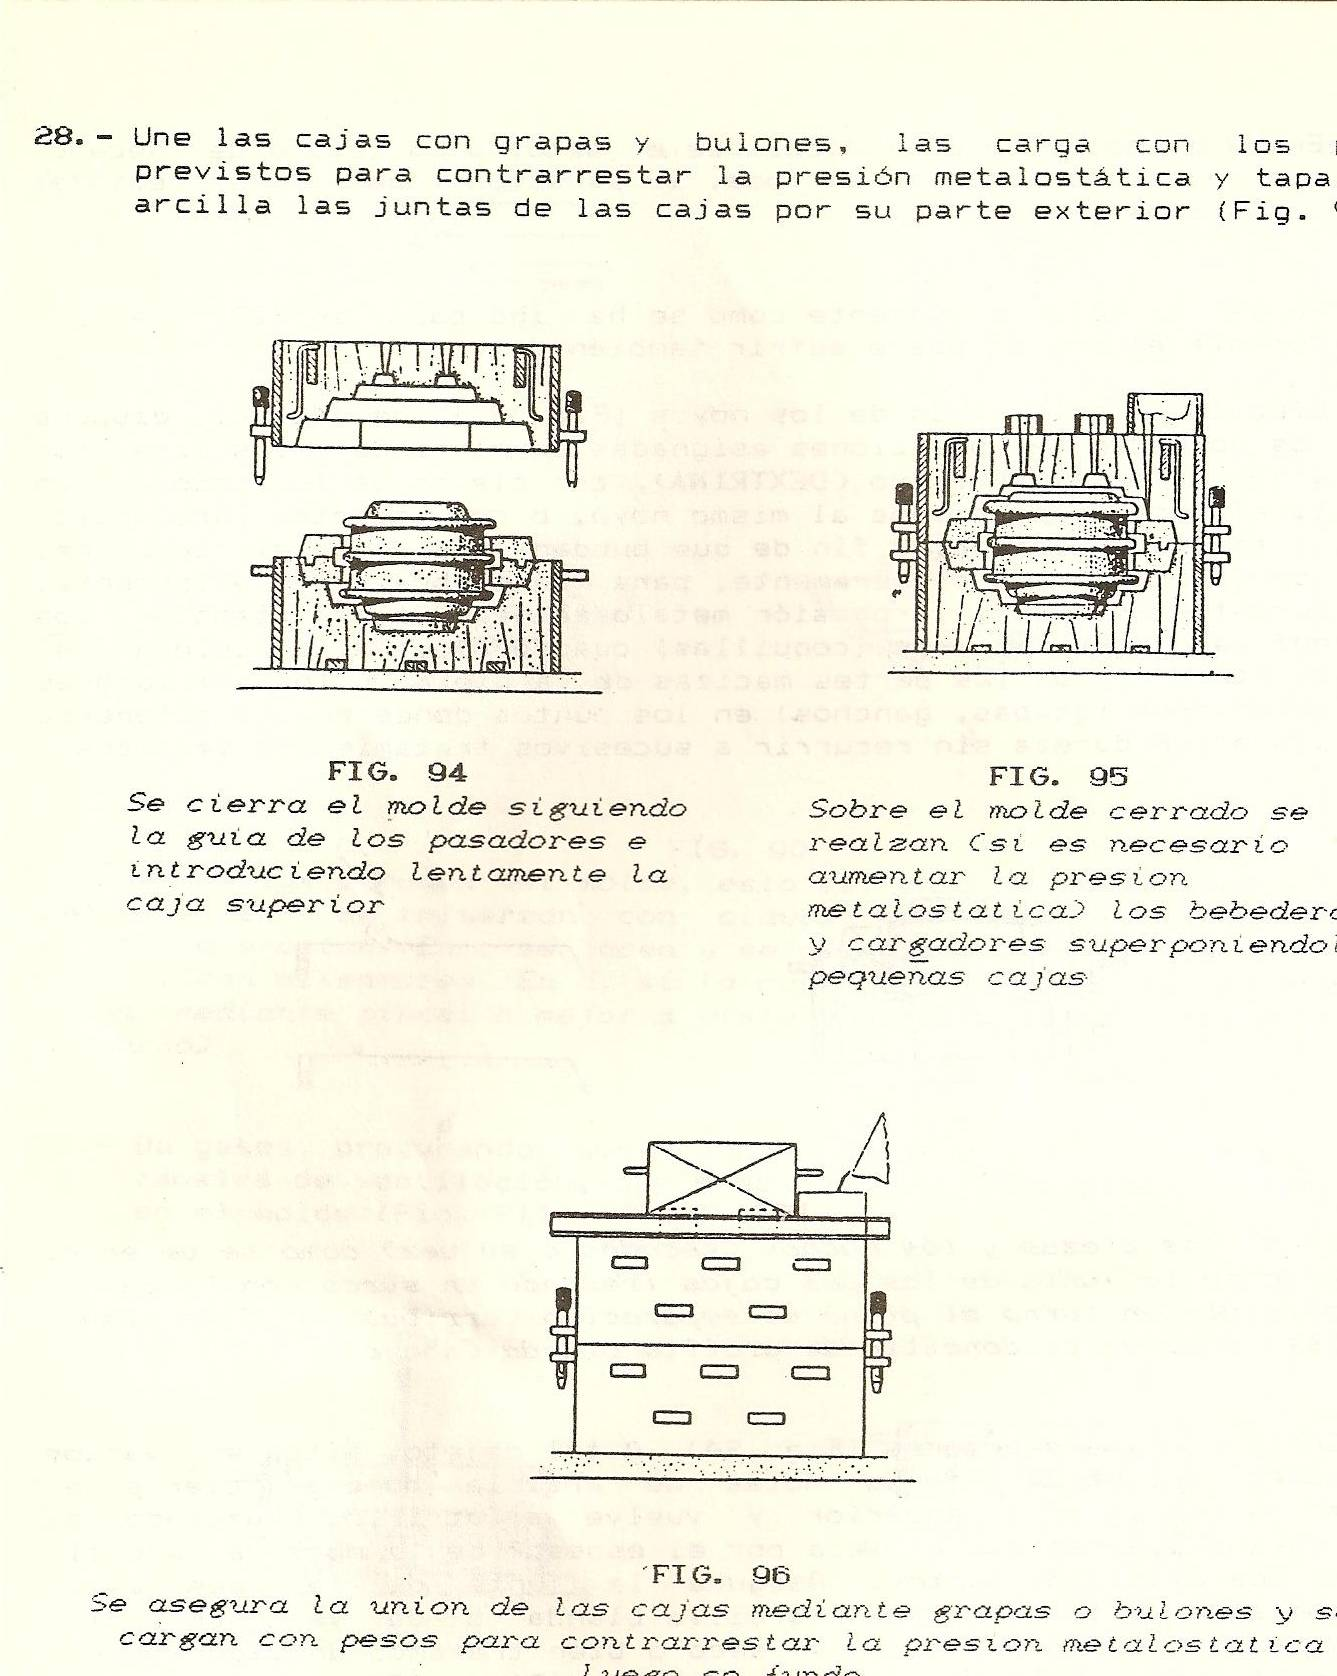 28.- Une las cajas con grapas y bulones, las carga con los
previstos para contrarrestar la presión metalostática y tapa
arcilla las juntas de las cajas por su parte exterior (Fig.
FIG. 94
Se cierra el molde siguiendo
la guia de los pasadores e
introduciendo lentamente la
caja superior
FIG. 95
Sobre el molde cerrado se
realzan (si es necesario
aumentar la presion
metalostatica) los bebedero
y cargadores superponiendol
pequeñas cajas
FIG. 96
Se asegura la union de las cajas mediante grapas o bulones y s
cargan con pesos para contrarrestar la presion metalostatica
Luego se funde